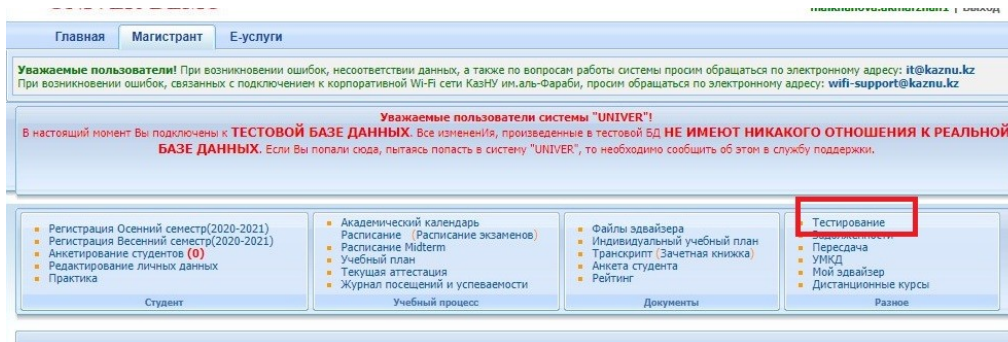 Главная Магистрант Е-услуги
Уважаемые пользователи! При возникновении ошибок, несоответствии данных, а также по вопросам работы системы просим обращаться по электронному адресу: it@kaznu.kz
При возникновении ошибок, связанных с подключением к корпоративной Wi-Fi сети КазНУ им.аль-Фараби, просим обращаться по электронному адресу: wifi-support@kaznu.kz
Уважаемые пользователи системы "UNIVER"!
В настоящий момент Вы подключены к ТЕСТОВОЙ БАЗЕ ДАННЫХ. Все измененИя, произведенные в тестовой БД НЕ ИМЕЮТ НИКАКОГО ОТНОШЕНИЯ К РЕАЛЬНОЙ
БАЗЕ ДАННЫХ. Если Вы попали сюда, пытаясь попасть в систему "UNIVER", то необходимо сообщить об этом в службу поддержки.
Регистрация Осенний семестр(2020-2021)
Регистрация Весенний семестр(2020-2021)
Анкетирование студентов (0)
Редактирование личных данных
Практика
Студент
Академический календарь
Расписание (Расписание экзаменов)
Расписание Midterm
Учебный план
Текущая аттестация
Журнал посещений и успеваемости
Учебный процесс
Файлы эдвайзера
Индивидуальный учебный план
Транскрипт (Зачетная книжка)
Анкета студента
Рейтинг
Документы
Тестирование
Задолженности
Пересдача
УМКД
Мой эдвайзер
Дистанционные курсы
Разное